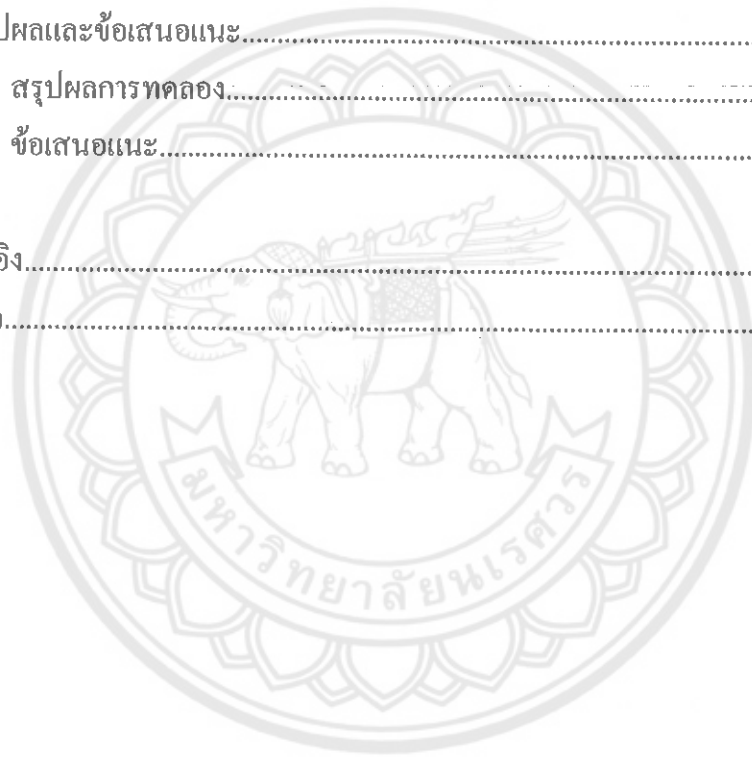 ปผลและข้อเสนอแนะ................................................................
สรุปผลการทดลอง................................................................
ข้อเสนอแนะ................................................................
อิง................................................................
มหาวิทยาลัยนเรศวร